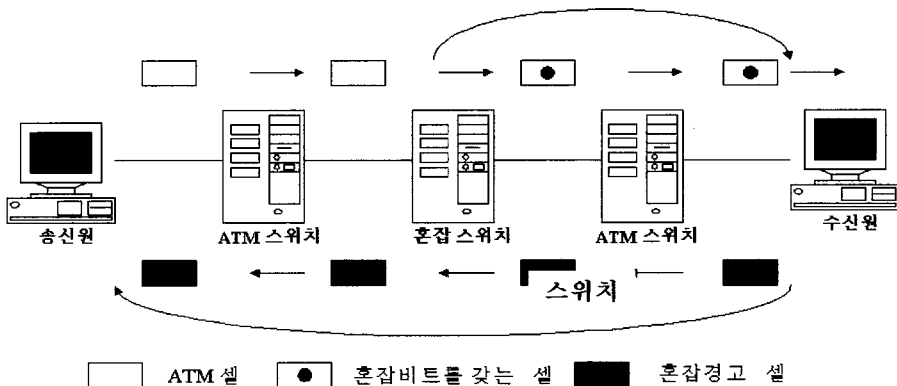 송신원
ATM 스위치
혼잡 스위치
ATM 스위치
수신원
스위치
ATM 셀
혼잡비트를 갖는 셀
혼잡경고 셀